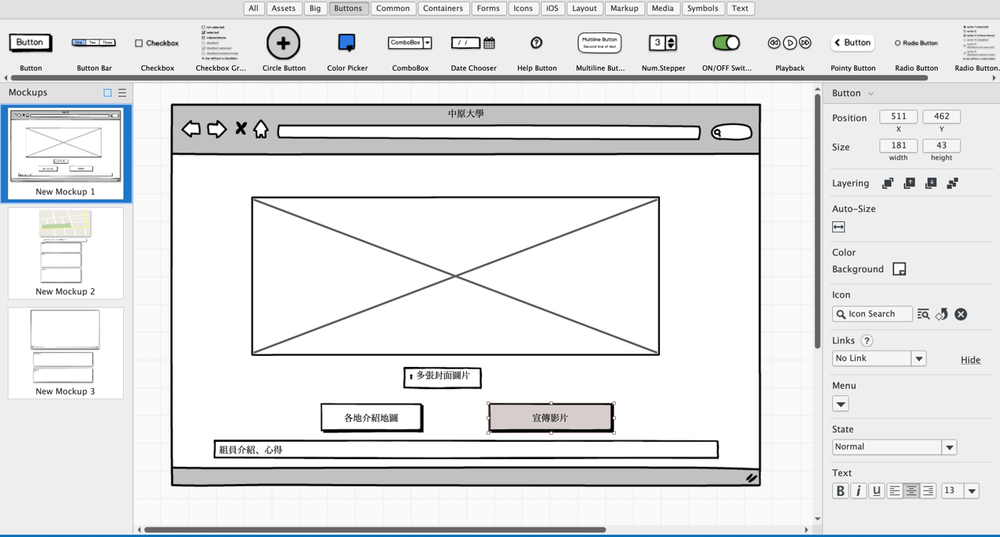 All Assets Big Buttons Common Containers Forms Icons iOS Layout Markup Media Symbols Text
Button One Two Three Checkbox ComboBox / / ? Multiline Button Second line of text 3 Button Radio Button
Button Button Bar Checkbox Checkbox Gr... Circle Button Color Picker ComboBox Date Chooser Help Button Multiline But... Num.Stepper ON/OFF Swit... Playback Pointy Button Radio Button Radio Button.
Mockups
New Mockup 1
New Mockup 2
New Mockup 3
中原大學
多張封面圖片
各地介紹地圖 宣傳影片
組員介紹、心得
Button
Position 511 462
X Y
Size 181 43
width height
Layering
Auto-Size
Color
Background
Icon
Icon Search
Links ?
No Link Hide
Menu
State
Normal
Text
B i U 13